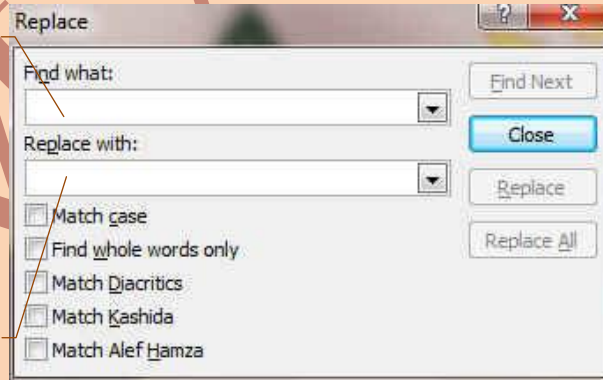 Replace
Find what:
Find Next
Close
Replace with:
Replace
Match case
Replace All
Find whole words only
Match Diacritics
Match Kashida
Match Alef Hamza